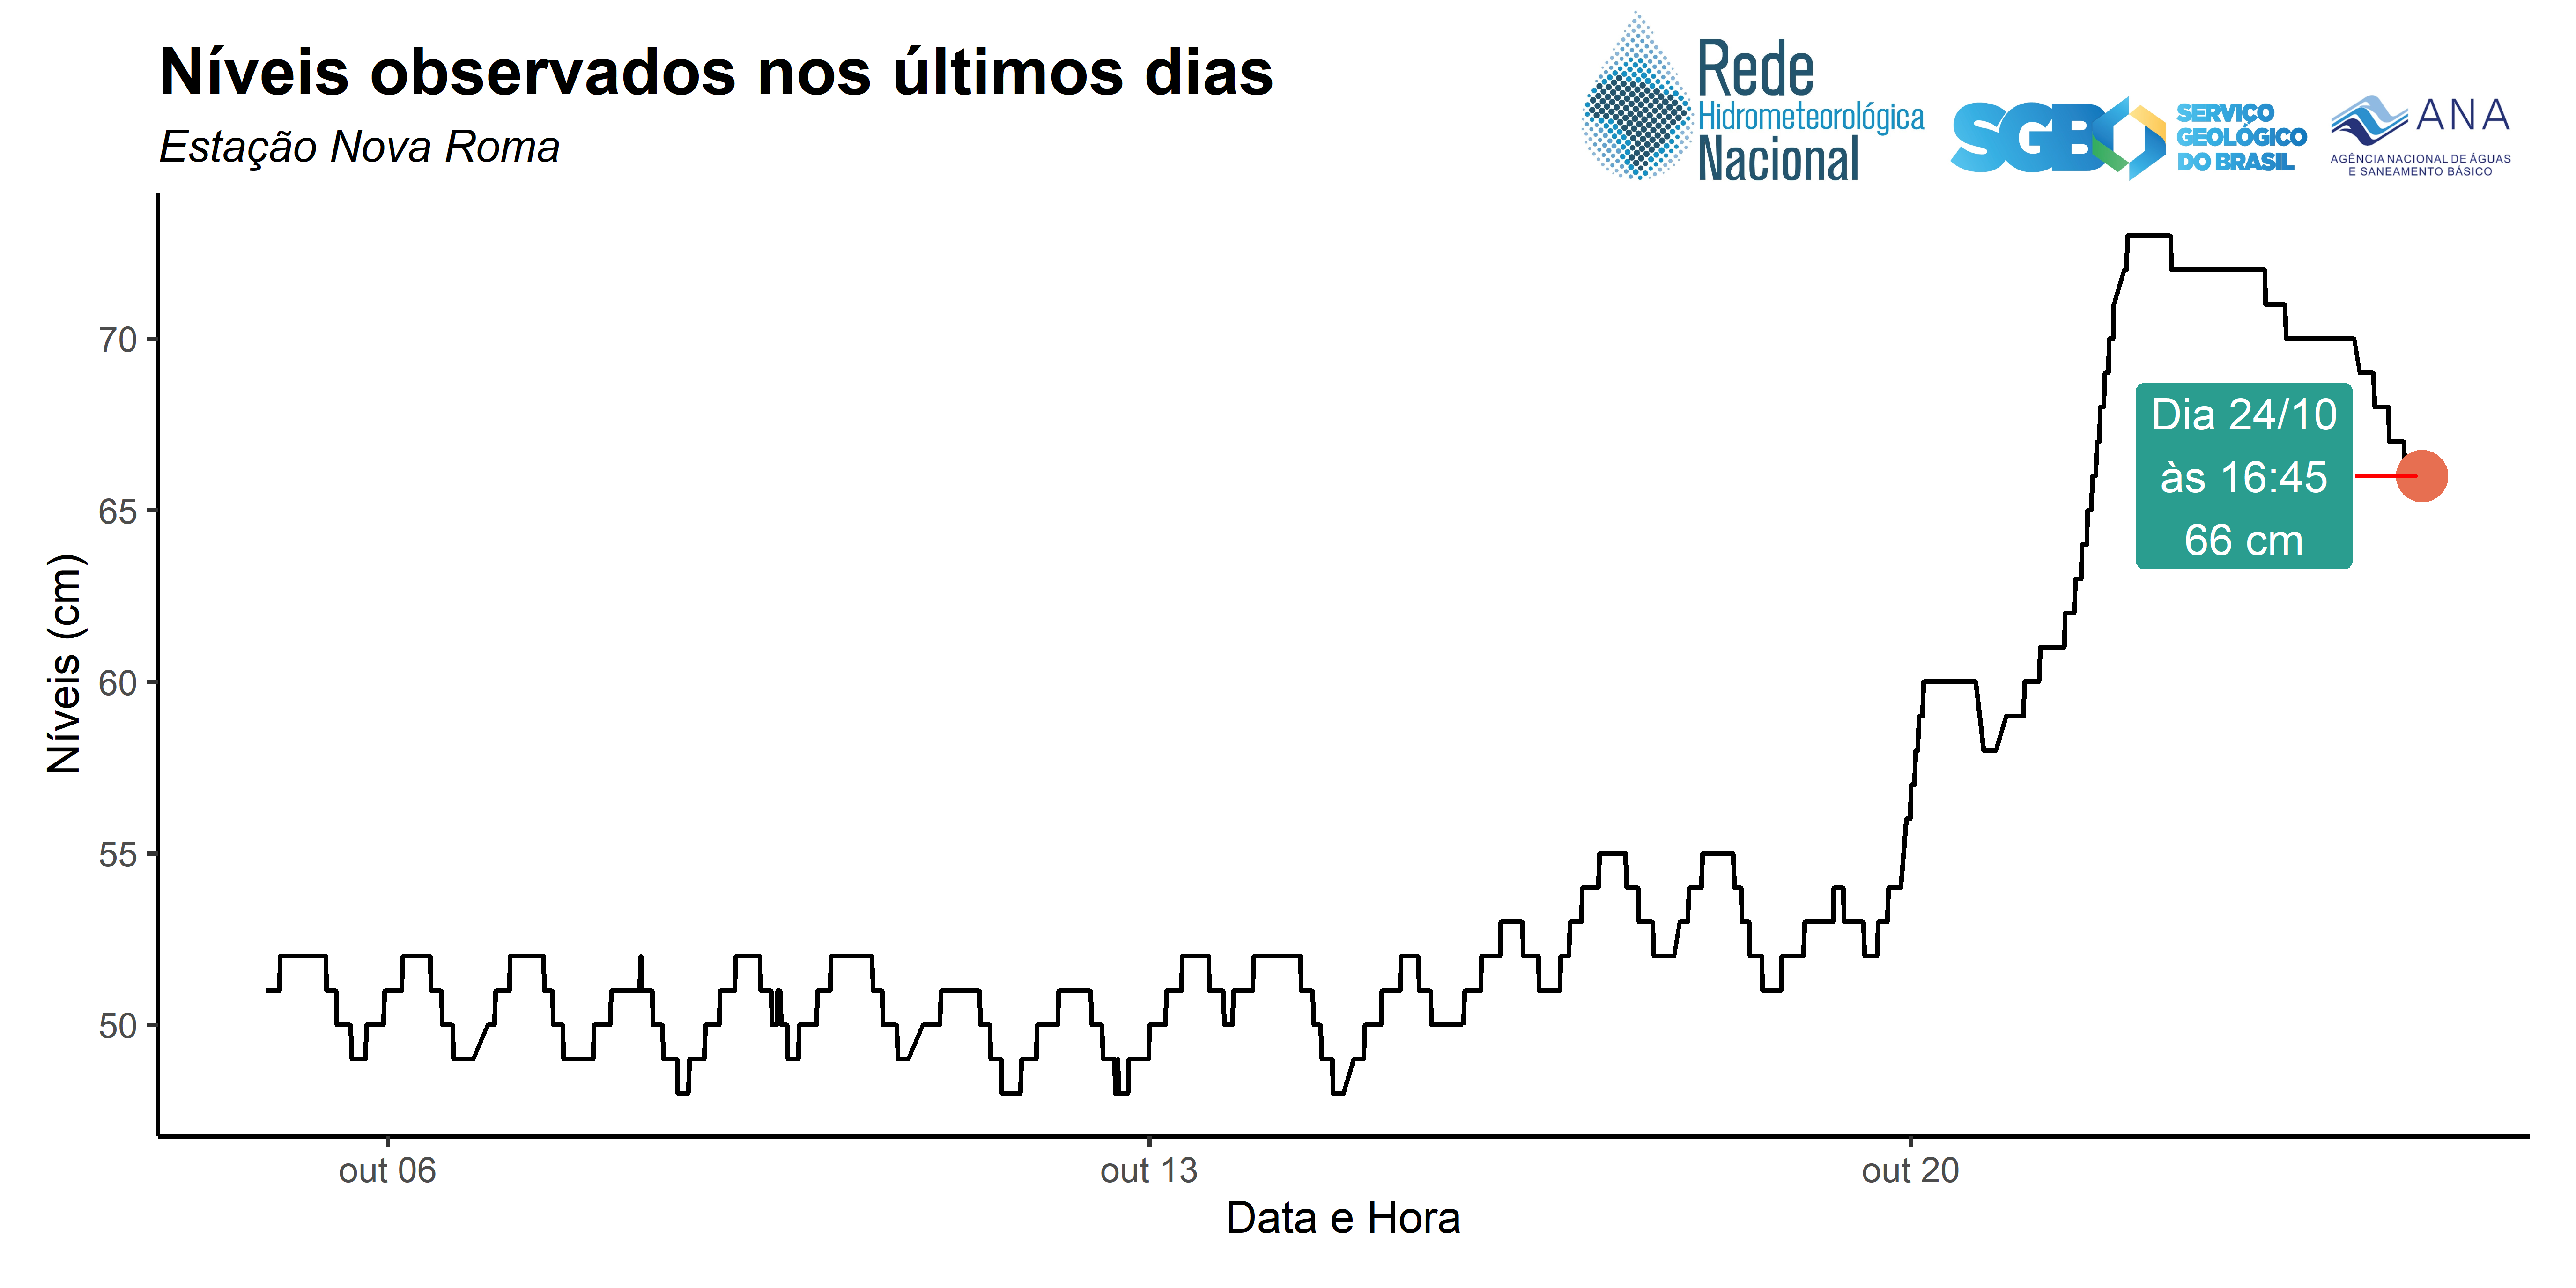 Níveis observados nos últimos dias
Estação Nova Roma
Rede
Hidrometeorológica
Nacional
SGB
SERVIÇO
GEOLÓGICO
DO BRASIL
ANA
AGÊNCIA NACIONAL DE ÁGUAS
E SANEAMENTO BÁSICO
Níveis (cm)
70
65
60
55
50
Dia 24/10
às 16:45
66 cm
out 06
out 13
out 20
Data e Hora